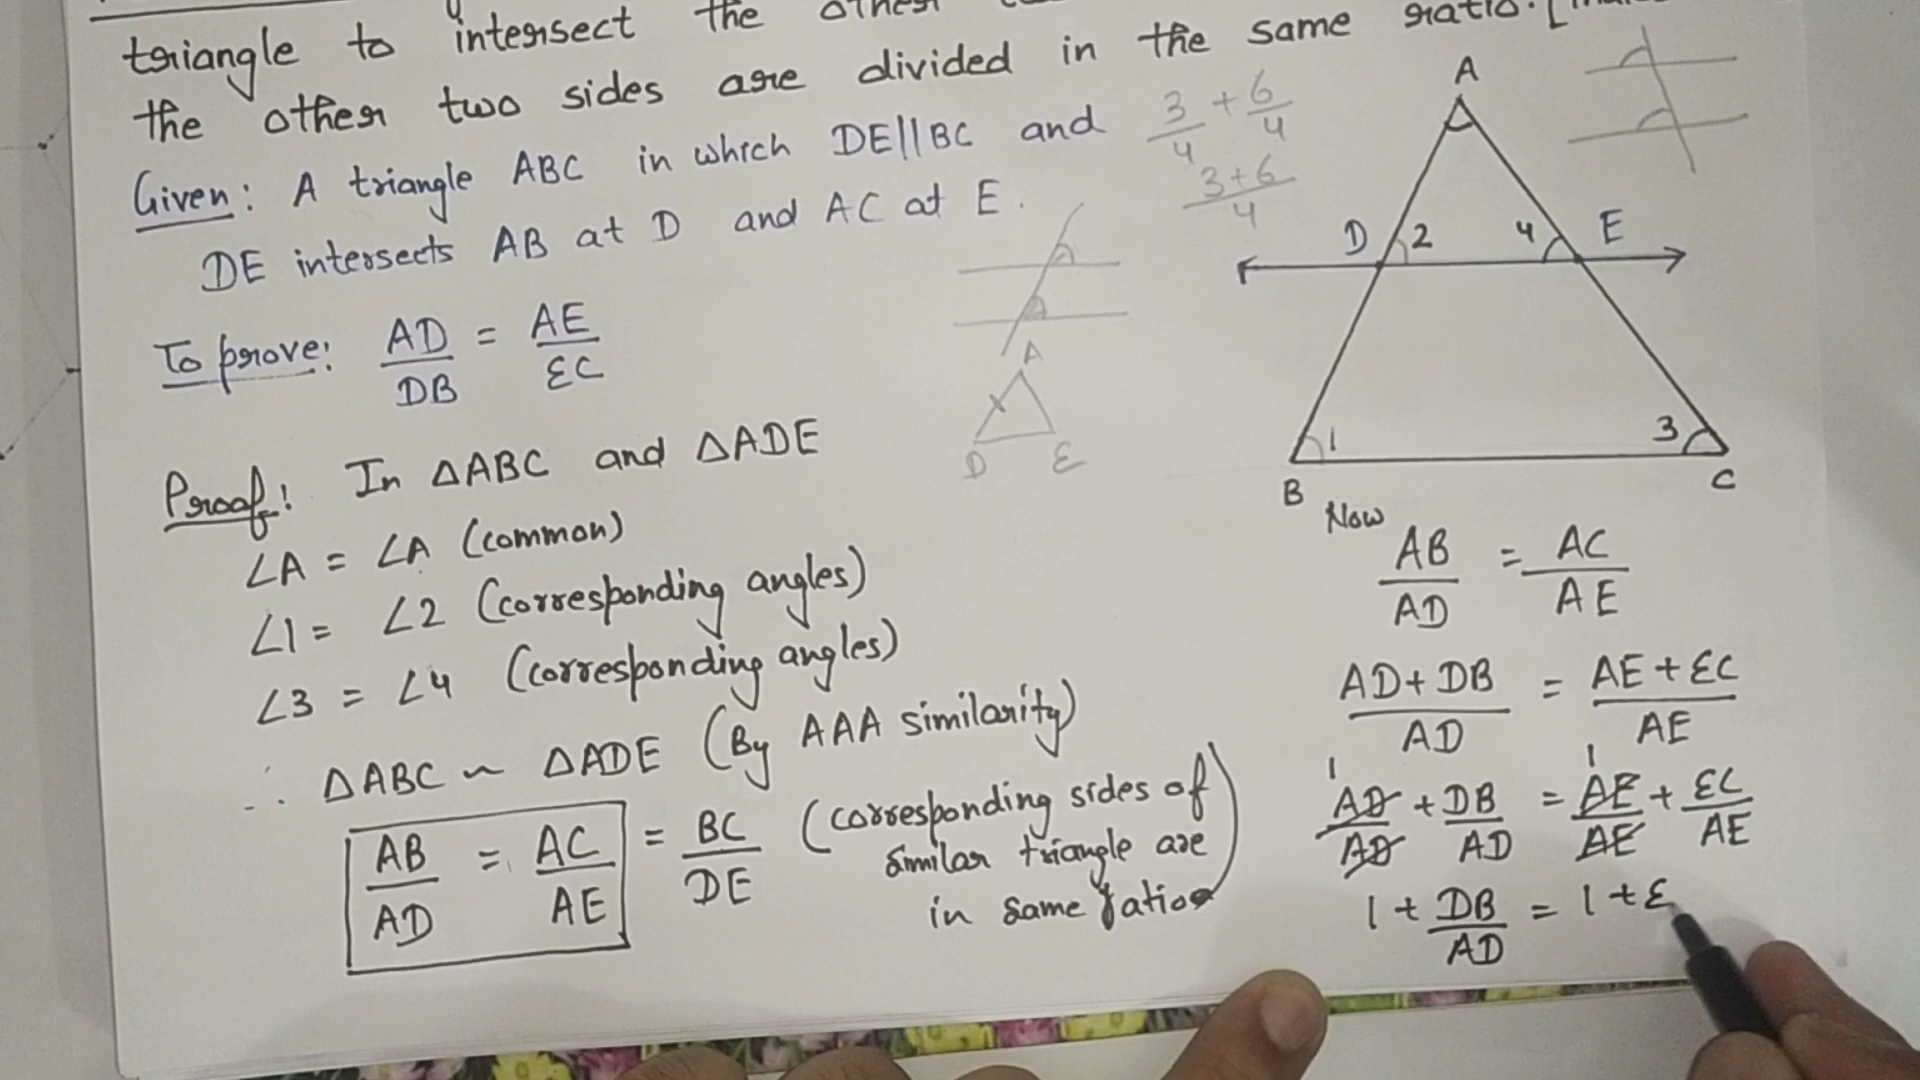 triangle to intersect the other
the other two sides are divided in the same ratio. [
Given: A triangle ABC in which DE||BC and
DE intersects AB at D and AC at E.
To prove: AD/DB = AE/EC
Proof: In △ABC and △ADE
∠A = ∠A (common)
∠1 = ∠2 (corresponding angles)
∠3 = ∠4 (corresponding angles)
∴ △ABC ~ △ADE (By AAA similarity)
AB/AD = AC/AE = BC/DE (corresponding sides of
similar triangle are
in same ratio)
3/4 + 6/4
3+6/4
A
D E
A
D 2 4 E
1 3
B C
Now
AB/AD = AC/AE
AD+DB/AD = AE+EC/AE
1 1
AD/AD + DB/AD = AE/AE + EC/AE
1 + DB/AD = 1 + E